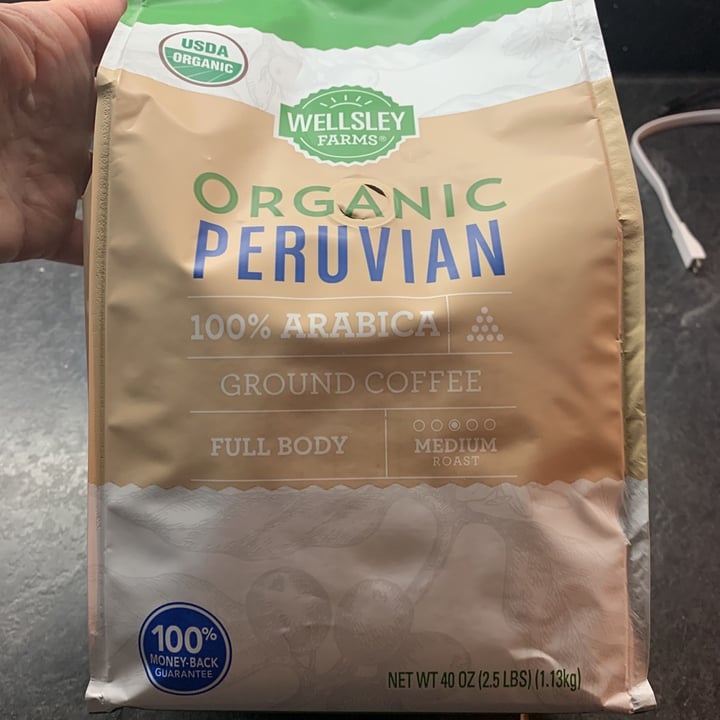 USDA
ORGANIC
WELLSLEY
FARMS®
ORGANIC
PERUVIAN
100% ARABICA
GROUND COFFEE
FULL BODY
MEDIUM
ROAST
100%
MONEY-BACK
GUARANTEE
NET WT 40 OZ (2.5 LBS) (1.13kg)